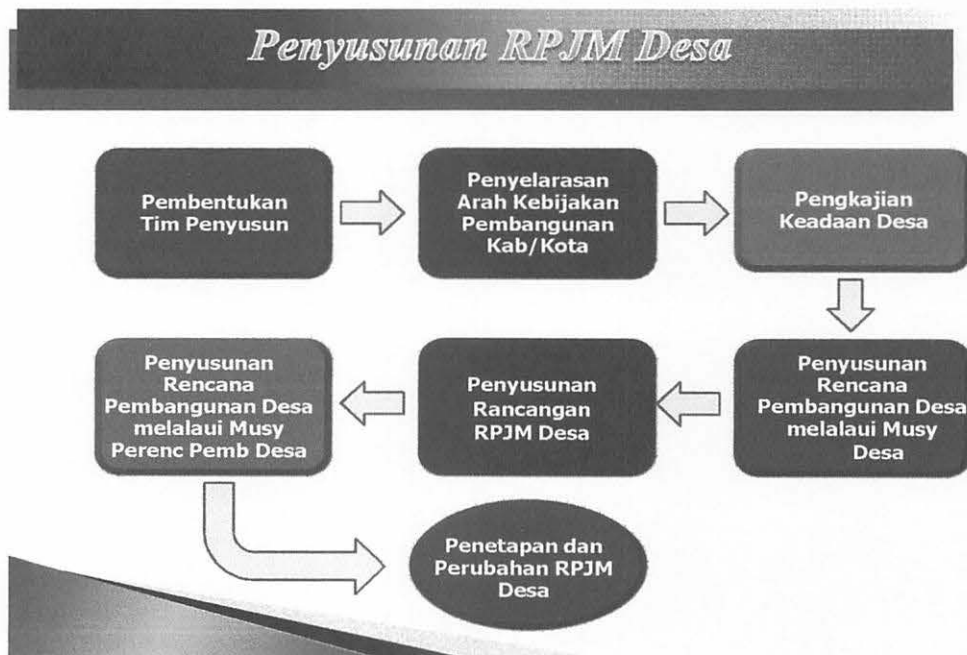 Penyusunan RPJM Desa
Pembentukan
Tim Penyusun
Penyelarasan
Arah Kebijakan
Pembangunan
Kab/Kota
Pengkajian
Keadaan Desa
Penyusunan
Rencana
Pembangunan Desa
melalaui Musy
Desa
Penyusunan
Rancangan
RPJM Desa
Penyusunan
Rencana
Pembangunan Desa
melalaui Musy
Perenc Pemb Desa
Penetapan dan
Perubahan RPJM
Desa